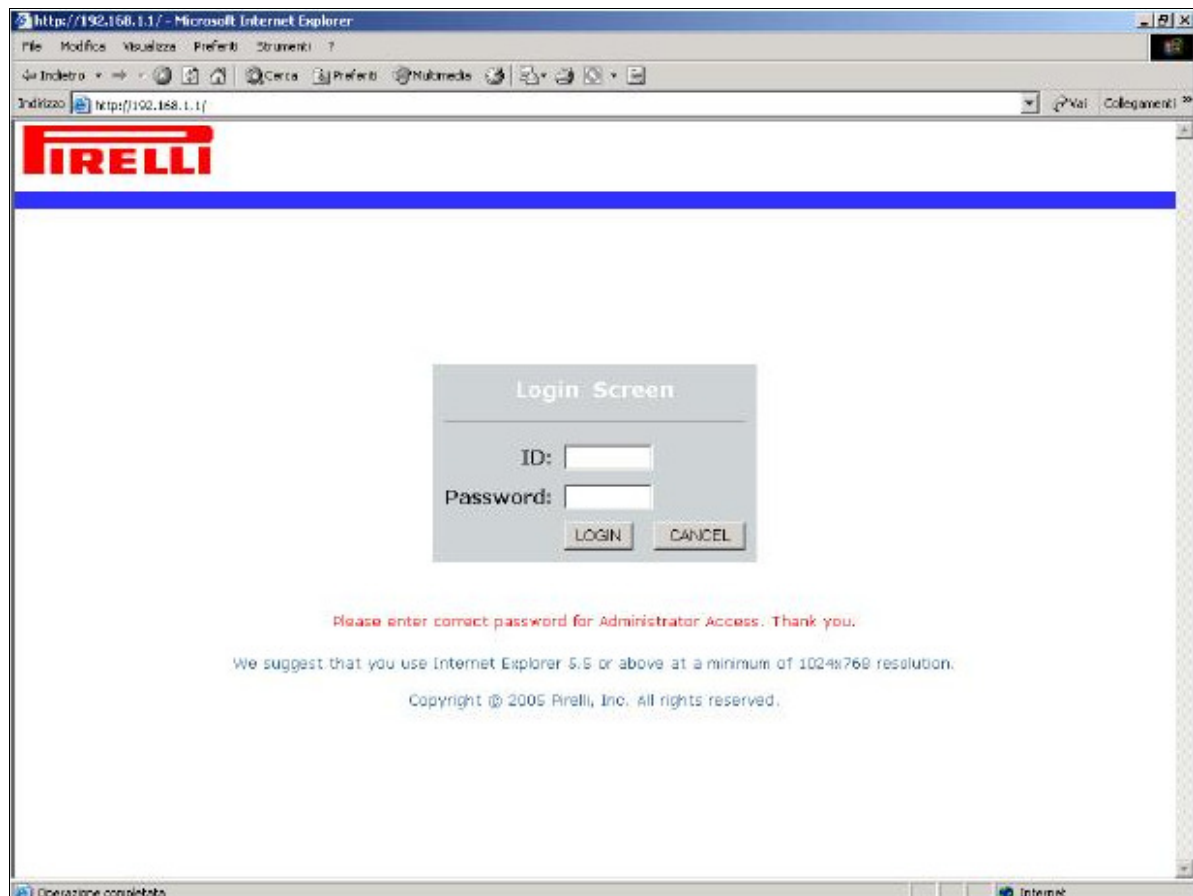 http://192.168.1.1/ - Microsoft Internet Explorer
File Modifica Visualizza Preferiti Strumenti ?
Indietro Cerca Preferiti Multimedia
Indirizzo http://192.168.1.1/ Vai Collegamenti »
PIRELLI
Login Screen
ID:
Password:
LOGIN CANCEL
Please enter correct password for Administrator Access. Thank you.
We suggest that you use Internet Explorer 5.5 or above at a minimum of 1024x768 resolution.
Copyright © 2005 Pirelli, Inc. All rights reserved.
Operazione completata Internet